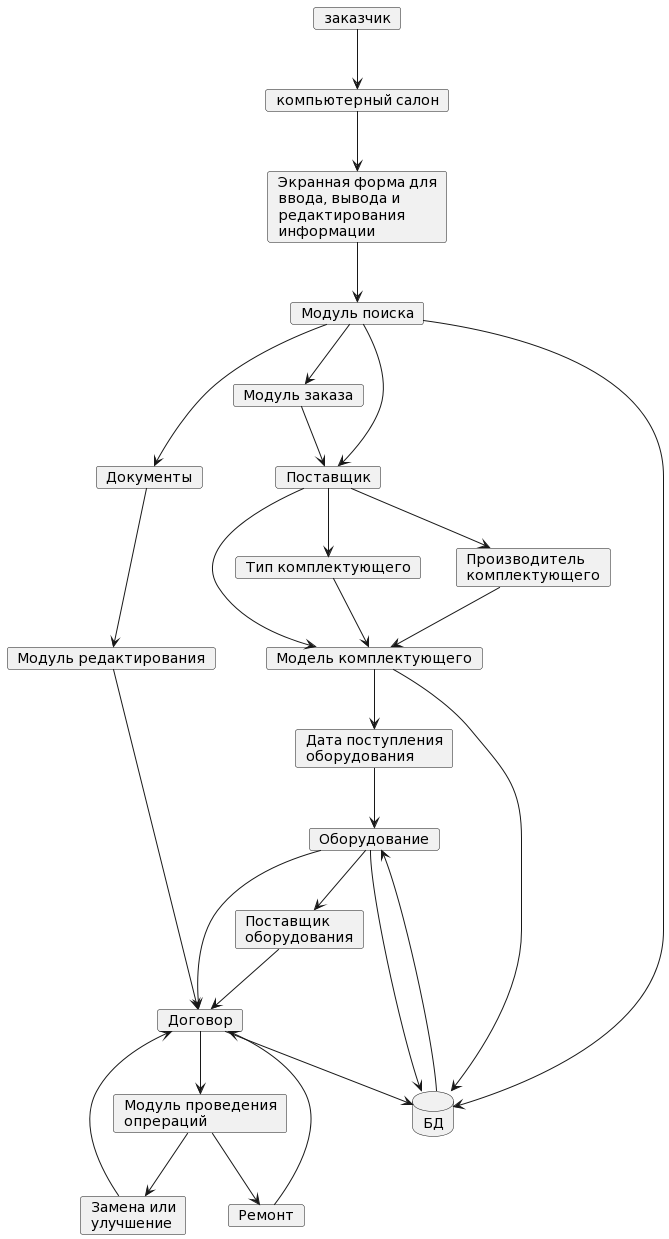 заказчик
компьютерный салон
Экранная форма для
ввода, вывода и
редактирования
информации
Модуль поиска
Модуль заказа
Документы
Поставщик
Тип комплектующего
Производитель
комплектующего
Модуль редактирования
Модель комплектующего
Дата поступления
оборудования
Оборудование
Поставщик
оборудования
Договор
Модуль проведения
опрераций
БД
Замена или
улучшение
Ремонт